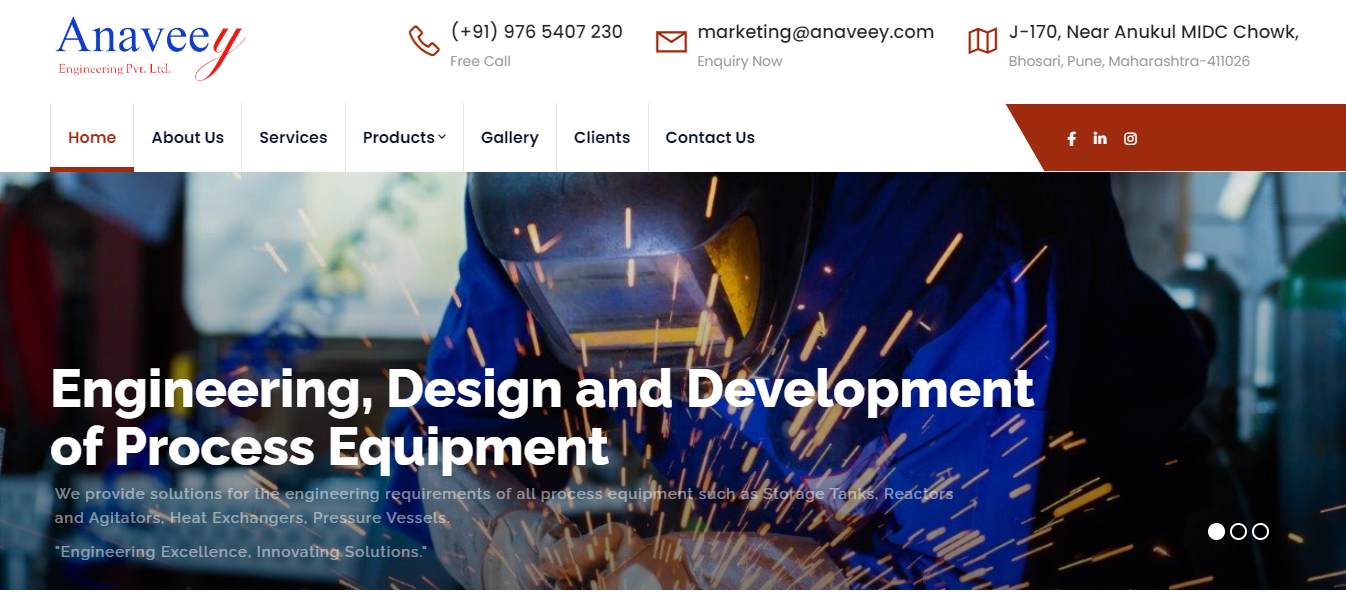 Anaveey
Engineering Pvt. Ltd.
(+91) 976 5407 230
Free Call
marketing@anaveey.com
Enquiry Now
J-170, Near Anukul MIDC Chowk,
Bhosari, Pune, Maharashtra-411026
Home About Us Services Products Gallery Clients Contact Us
Engineering, Design and Development
of Process Equipment
We provide solutions for the engineering requirements of all process equipment such as Storage Tanks, Reactors
and Agitators, Heat Exchangers, Pressure Vessels.
"Engineering Excellence, Innovating Solutions."